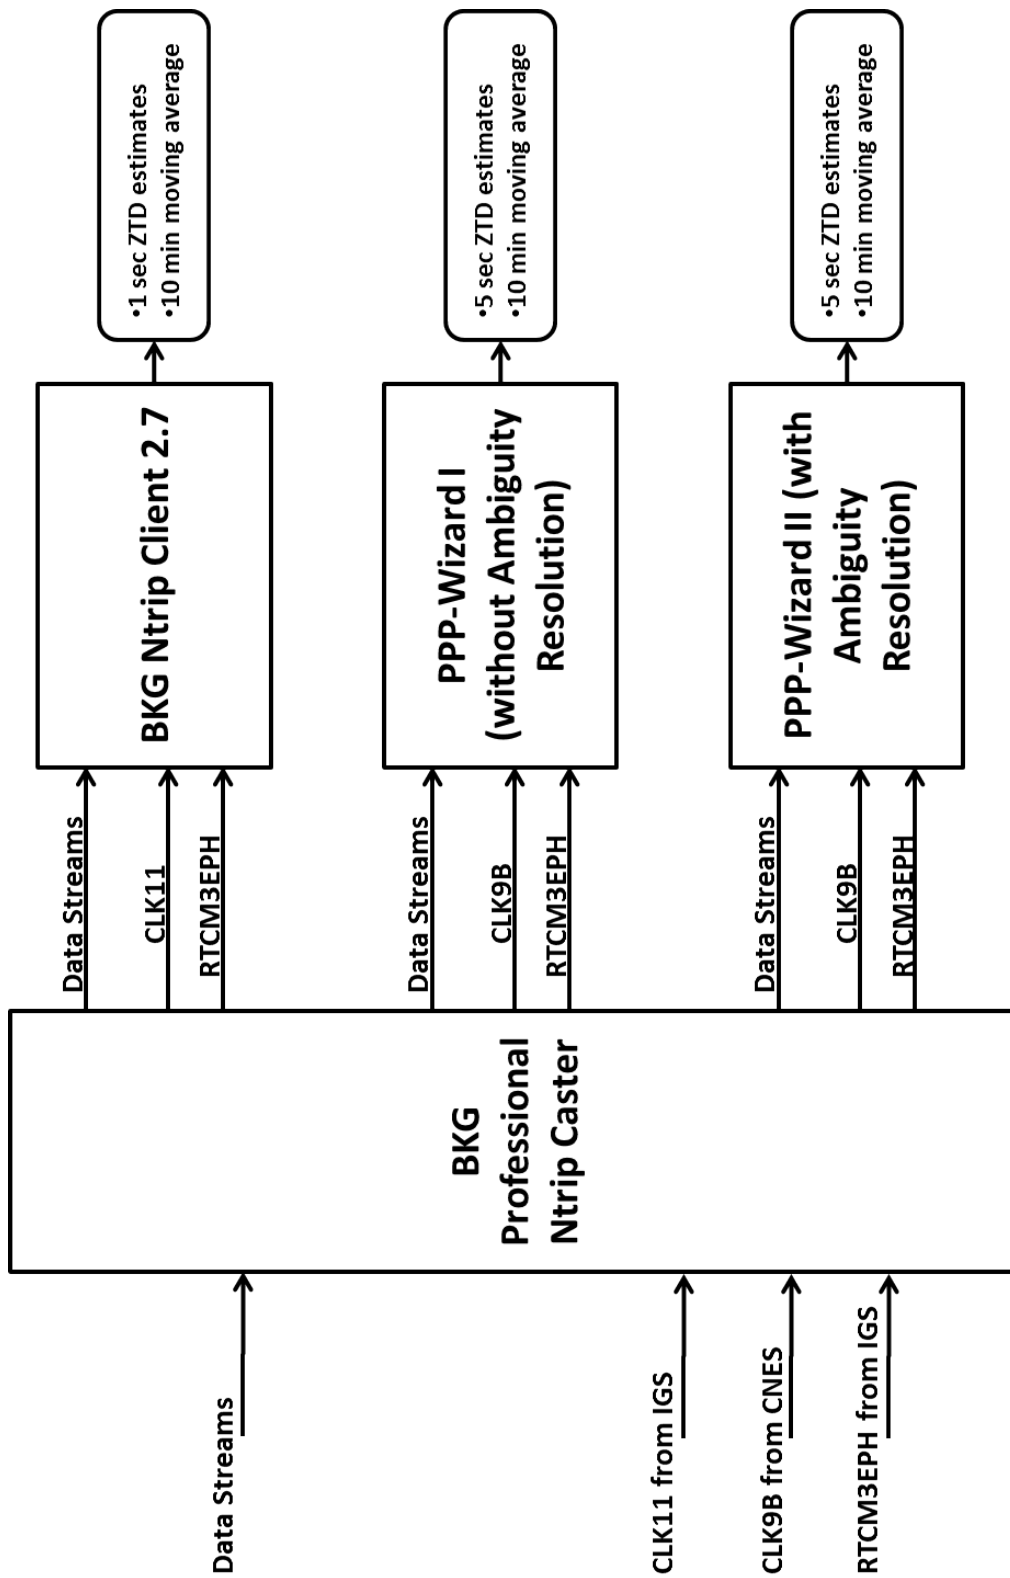 Data Streams
CLK11 from IGS
CLK9B from CNES
RTCM3EPH from IGS
BKG
Professional
Ntrip Caster
Data Streams
CLK11
RTCM3EPH
BKG Ntrip Client 2.7
•1 sec ZTD estimates
•10 min moving average
Data Streams
CLK9B
RTCM3EPH
PPP-Wizard I
(without Ambiguity
Resolution)
•5 sec ZTD estimates
•10 min moving average
Data Streams
CLK9B
RTCM3EPH
PPP-Wizard II (with
Ambiguity
Resolution)
•5 sec ZTD estimates
•10 min moving average